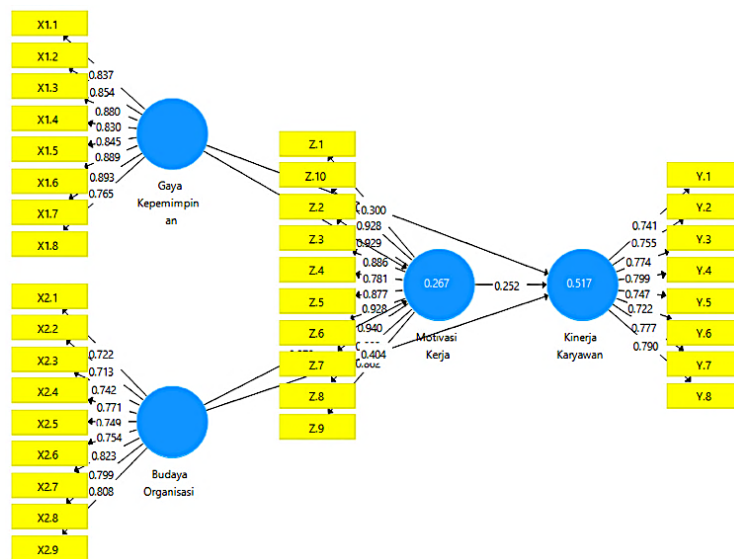 X1.1
X1.2
X1.3
X1.4
X1.5
X1.6
X1.7
X1.8
0.837
0.854
0.880
0.830
0.845
0.889
0.893
0.765
Gaya
Kepemimpin
an
X2.1
X2.2
X2.3
X2.4
X2.5
X2.6
X2.7
X2.8
X2.9
0.722
0.713
0.742
0.771
0.749
0.754
0.823
0.799
0.808
Budaya
Organisasi
Z.1
Z.10
Z.2
Z.3
Z.4
Z.5
Z.6
Z.7
Z.8
Z.9
0.300
0.928
0.929
0.886
0.781
0.877
0.928
0.940
0.404
0.267
Motivasi
Kerja
0.252
0.517
Kinerja
Karyawan
0.741
0.755
0.774
0.799
0.747
0.722
0.777
0.790
Y.1
Y.2
Y.3
Y.4
Y.5
Y.6
Y.7
Y.8